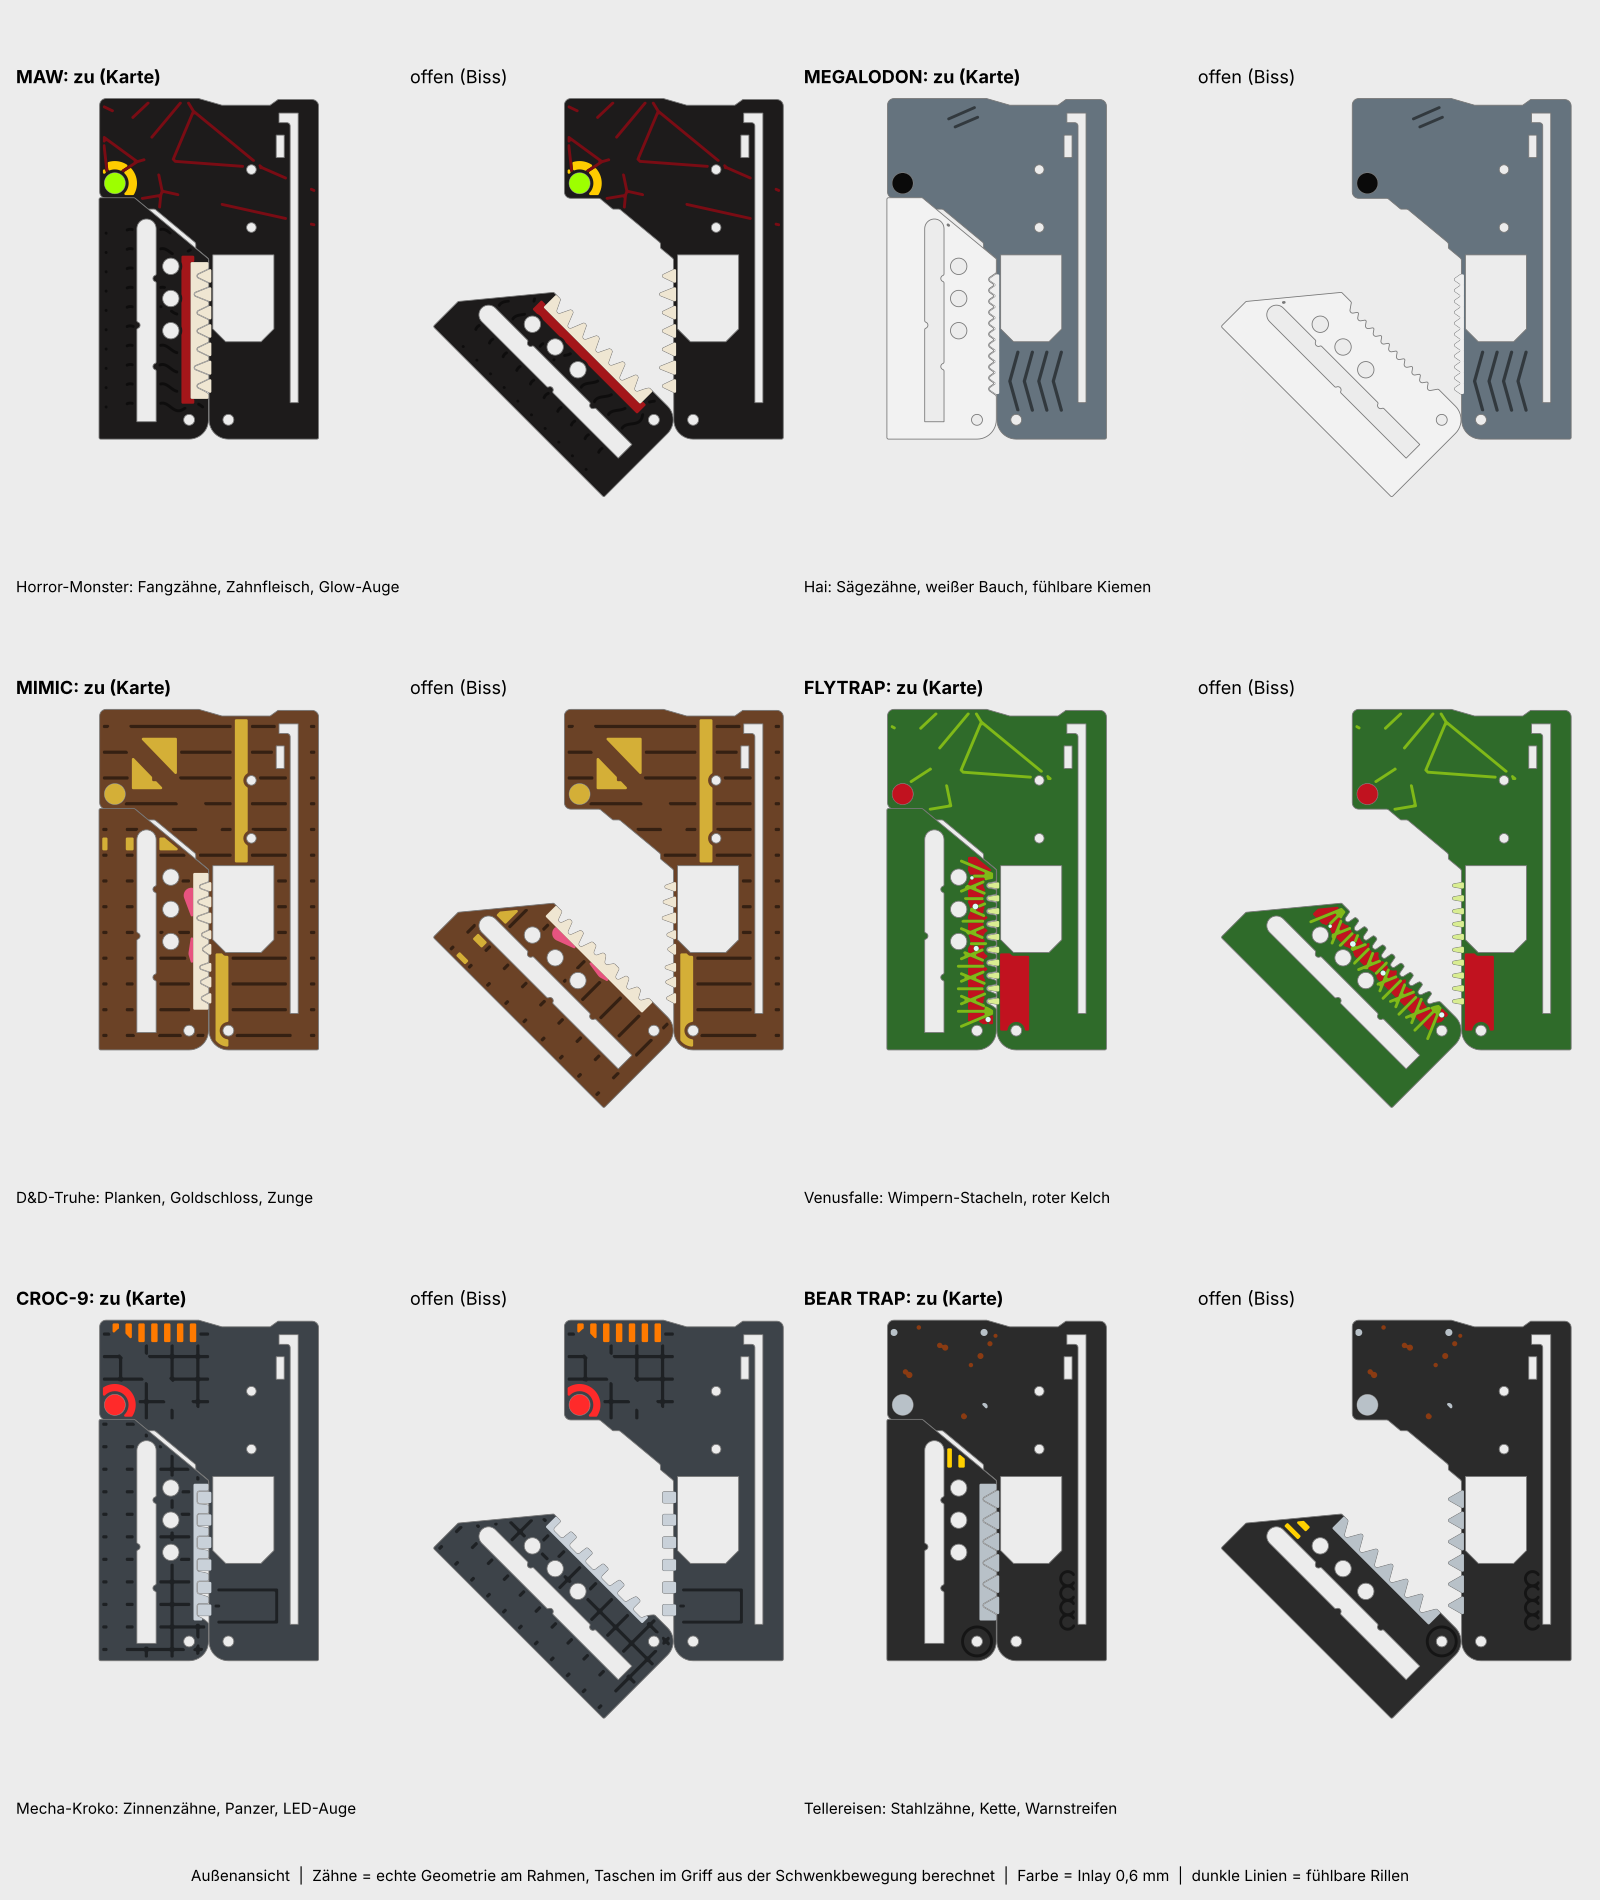 MAW: zu (Karte)
offen (Biss)
MEGALODON: zu (Karte)
offen (Biss)
Horror-Monster: Fangzähne, Zahnfleisch, Glow-Auge
Hai: Sägezähne, weißer Bauch, fühlbare Kiemen
MIMIC: zu (Karte)
offen (Biss)
FLYTRAP: zu (Karte)
offen (Biss)
D&D-Truhe: Planken, Goldschloss, Zunge
Venusfalle: Wimpern-Stacheln, roter Kelch
CROC-9: zu (Karte)
offen (Biss)
BEAR TRAP: zu (Karte)
offen (Biss)
Mecha-Kroko: Zinnenzähne, Panzer, LED-Auge
Tellereisen: Stahlzähne, Kette, Warnstreifen
Außenansicht | Zähne = echte Geometrie am Rahmen, Taschen im Griff aus der Schwenkbewegung berechnet | Farbe = Inlay 0,6 mm | dunkle Linien = fühlbare Rillen